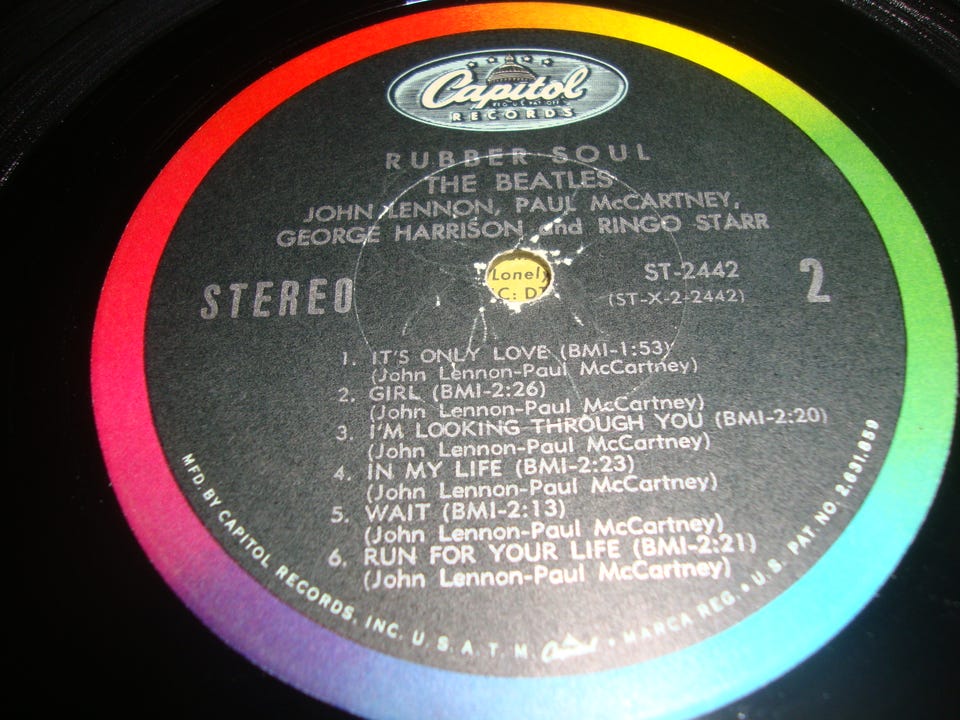 Capitol
REG. U.S. PAT. OFF.
RECORDS
RUBBER SOUL
THE BEATLES
JOHN LENNON, PAUL McCARTNEY,
GEORGE HARRISON and RINGO STARR
STEREO
Lonely
C: D
ST-2442
(ST-X-2-2442)
2
1. IT'S ONLY LOVE (BMI-1:53)
(John Lennon-Paul McCartney)
2. GIRL (BMI-2:26)
(John Lennon-Paul McCartney)
3. I'M LOOKING THROUGH YOU (BMI-2:20)
(John Lennon-Paul McCartney)
4. IN MY LIFE (BMI-2:23)
(John Lennon-Paul McCartney)
5. WAIT (BMI-2:13)
(John Lennon-Paul McCartney)
6. RUN FOR YOUR LIFE (BMI-2:21)
(John Lennon-Paul McCartney)
MFD. BY CAPITOL RECORDS, INC. U. S. A. T. M. Capitol • MARCA REG. • U.S. PAT. NO. 2,631,859